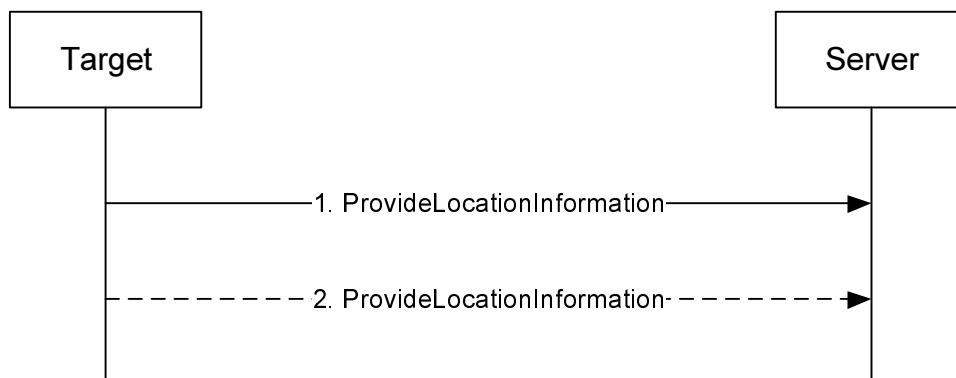 Target
Server
1. ProvideLocationInformation
2. ProvideLocationInformation